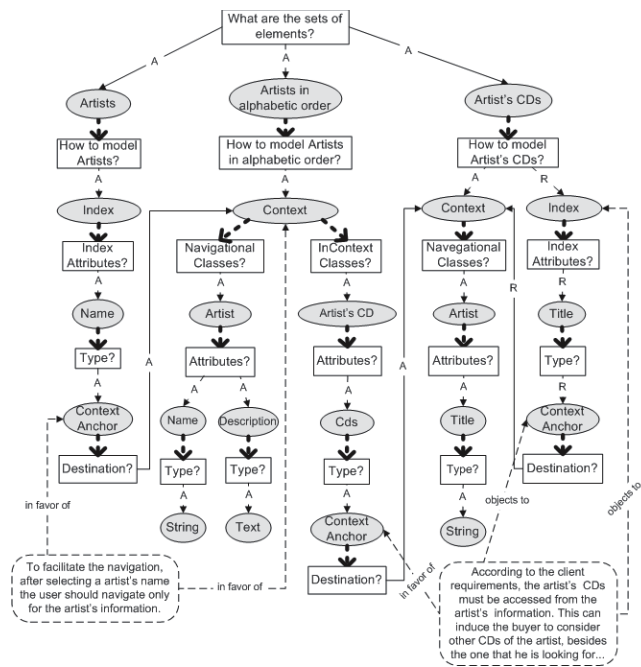 What are the sets of
elements?
A
A
A
Artists
Artists in
alphabetic order
Artist's CDs
How to model
Artists?
How to model Artists
in alphabetic order?
How to model
Artist's CDs?
A
A
A
R
Index
Context
Context
Index
Index
Attributes?
Navigational
Classes?
InContext
Classes?
Navegational
Classes?
Index
Attributes?
A
A
A
A
R
R
Name
Artist
Artist's CD
Artist
Title
Type?
A
Attributes?
Attributes?
A
Attributes?
Type?
A
A
A
A
A
R
Context
Anchor
Name
Description
Cds
Title
Context
Anchor
Destination?
Type?
Type?
Type?
Type?
Destination?
in favor of
A
A
A
A
objects to
objects to
String
Text
Context
Anchor
String
To facilitate the navigation,
after selecting a artist's name
the user should navigate only
for the artist's information.
in favor of
Destination?
in favor of
According to the client
requirements, the artist's CDs
must be accessed from the
artist's information. This can
induce the buyer to consider
other CDs of the artist, besides
the one that he is looking for...